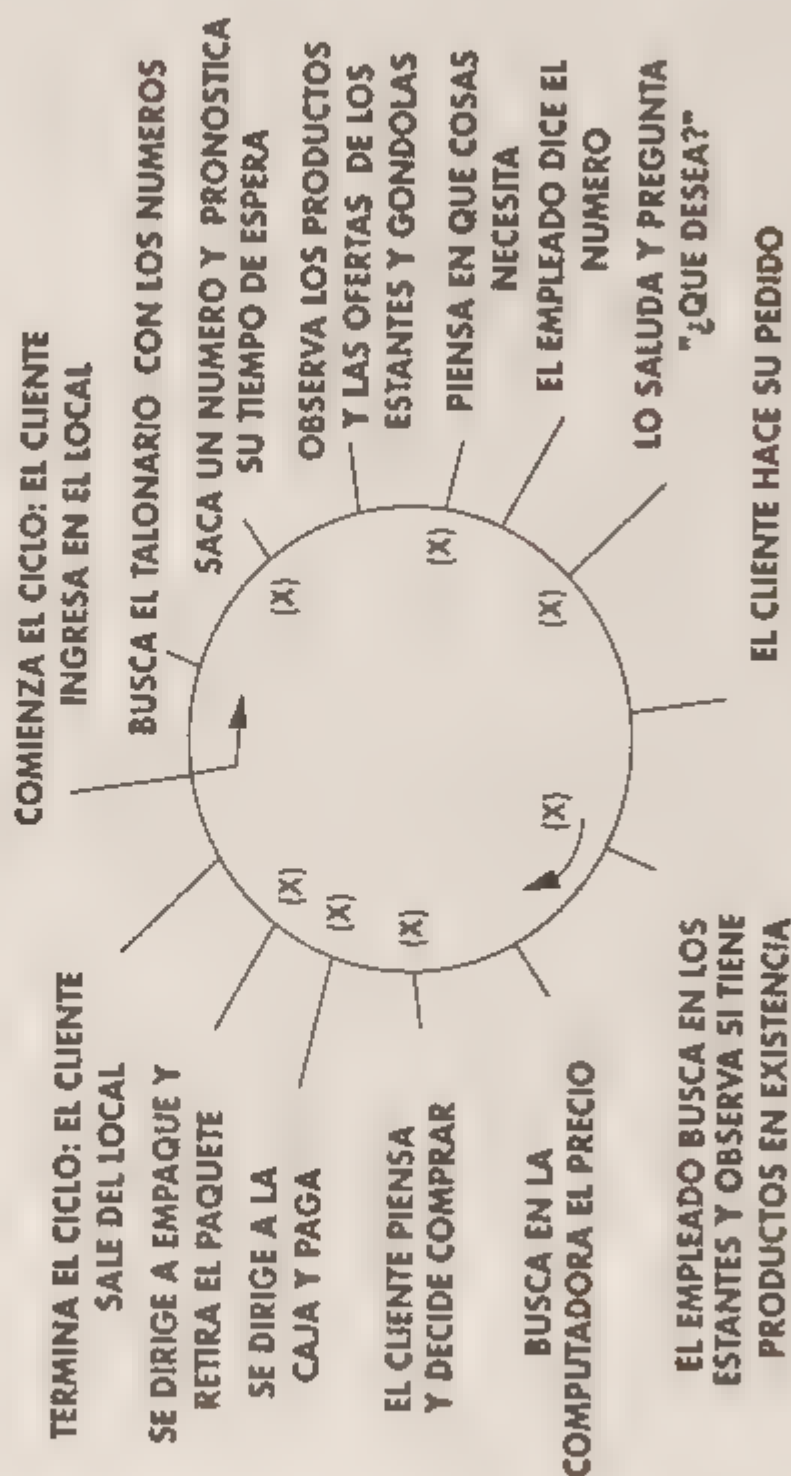 COMIENZA EL CICLO: EL CLIENTE
INGRESA EN EL LOCAL
BUSCA EL TALONARIO CON LOS NUMEROS
SACA UN NUMERO Y PRONOSTICA
SU TIEMPO DE ESPERA
OBSERVA LOS PRODUCTOS
Y LAS OFERTAS DE LOS
ESTANTES Y GONDOLAS
PIENSA EN QUE COSAS
NECESITA
EL EMPLEADO DICE EL
NUMERO
LO SALUDA Y PREGUNTA
"¿QUE DESEA?"
EL CLIENTE HACE SU PEDIDO
EL EMPLEADO BUSCA EN LOS
ESTANTES Y OBSERVA SI TIENE
PRODUCTOS EN EXISTENCIA
BUSCA EN LA
COMPUTADORA EL PRECIO
EL CLIENTE PIENSA
Y DECIDE COMPRAR
SE DIRIGE A LA
CAJA Y PAGA
SE DIRIGE A EMPAQUE Y
RETIRA EL PAQUETE
TERMINA EL CICLO: EL CLIENTE
SALE DEL LOCAL
(X)
(X)
(X)
(X)
(X)
(X)
(X)